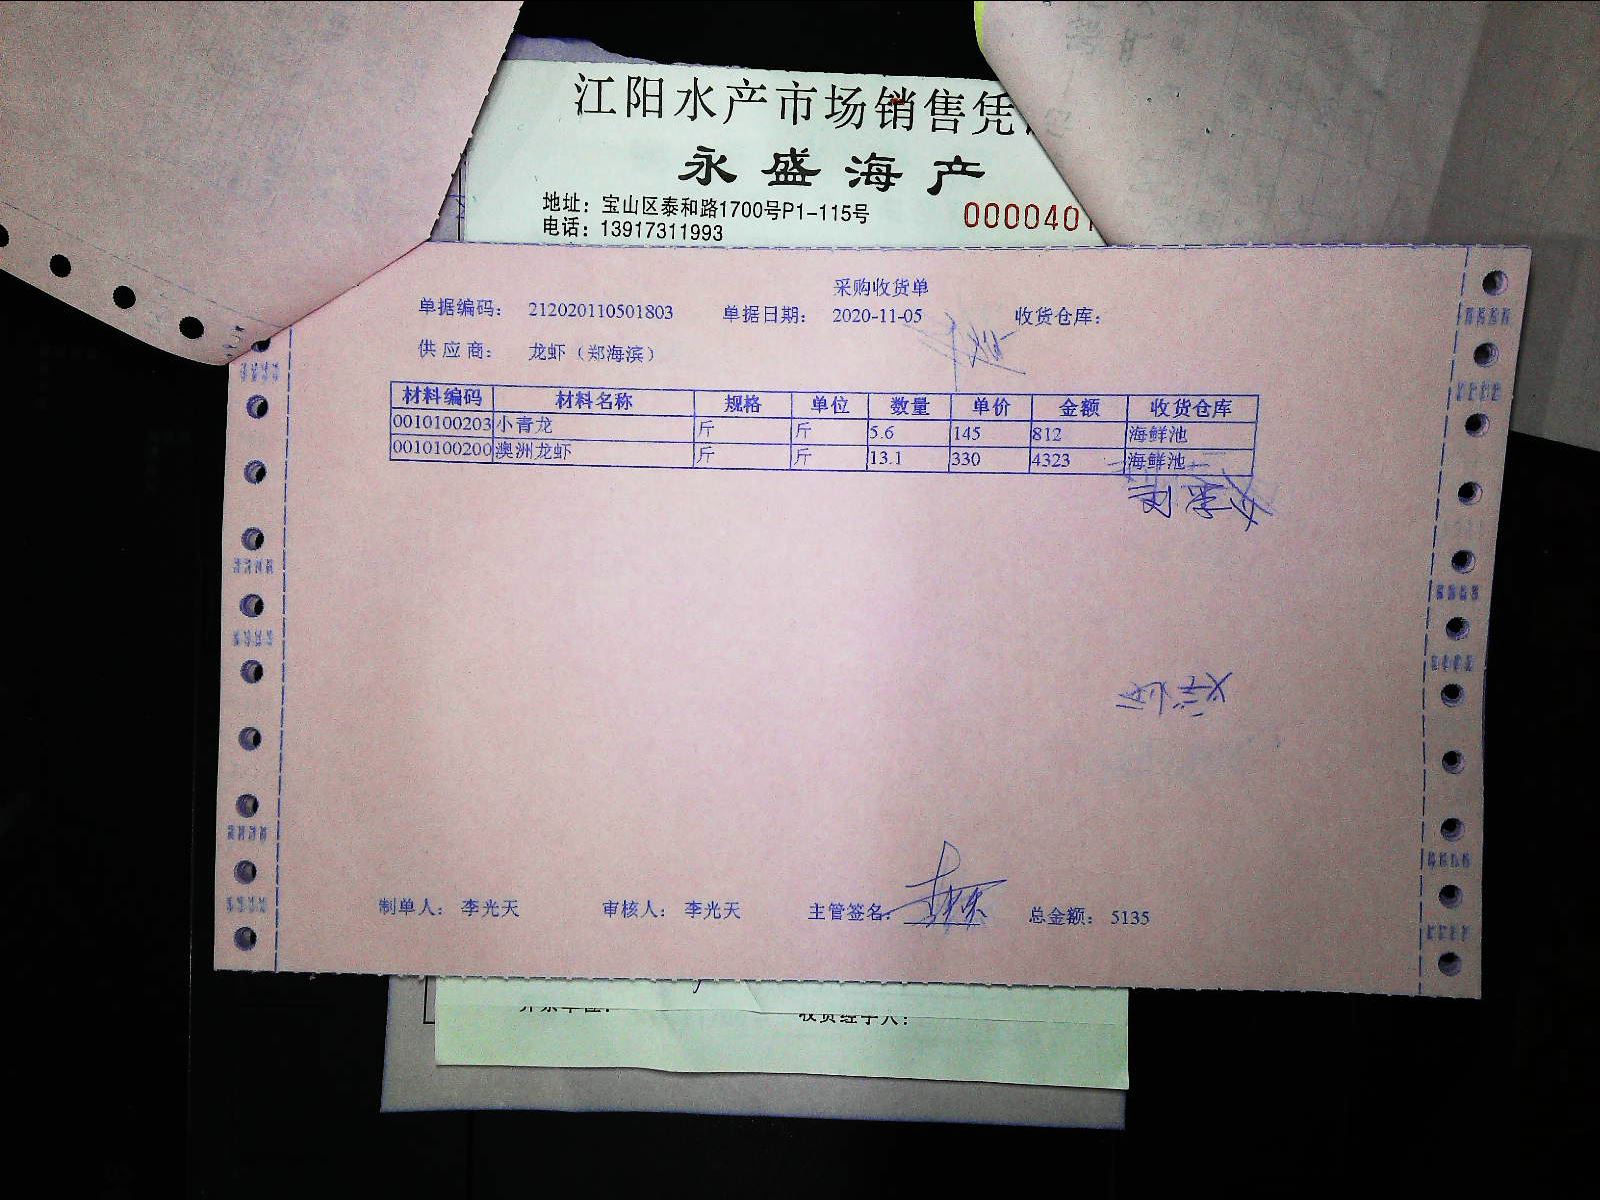 江阳水产市场销售凭
永盛海产
地址：宝山区泰和路1700号P1-115号
电话：13917311993
0000401
采购收货单
单据编码： 212020110501803 单据日期： 2020-11-05 收货仓库：
供应商： 龙虾（郑海滨）
材料编码 材料名称 规格 单位 数量 单价 金额 收货仓库
0010100203 小青龙 斤 斤 5.6 145 812 海鲜池
0010100200 澳洲龙虾 斤 斤 13.1 330 4323 海鲜池
制单人： 李光天 审核人： 李光天 主管签名： 总金额： 5135
收货经手人：